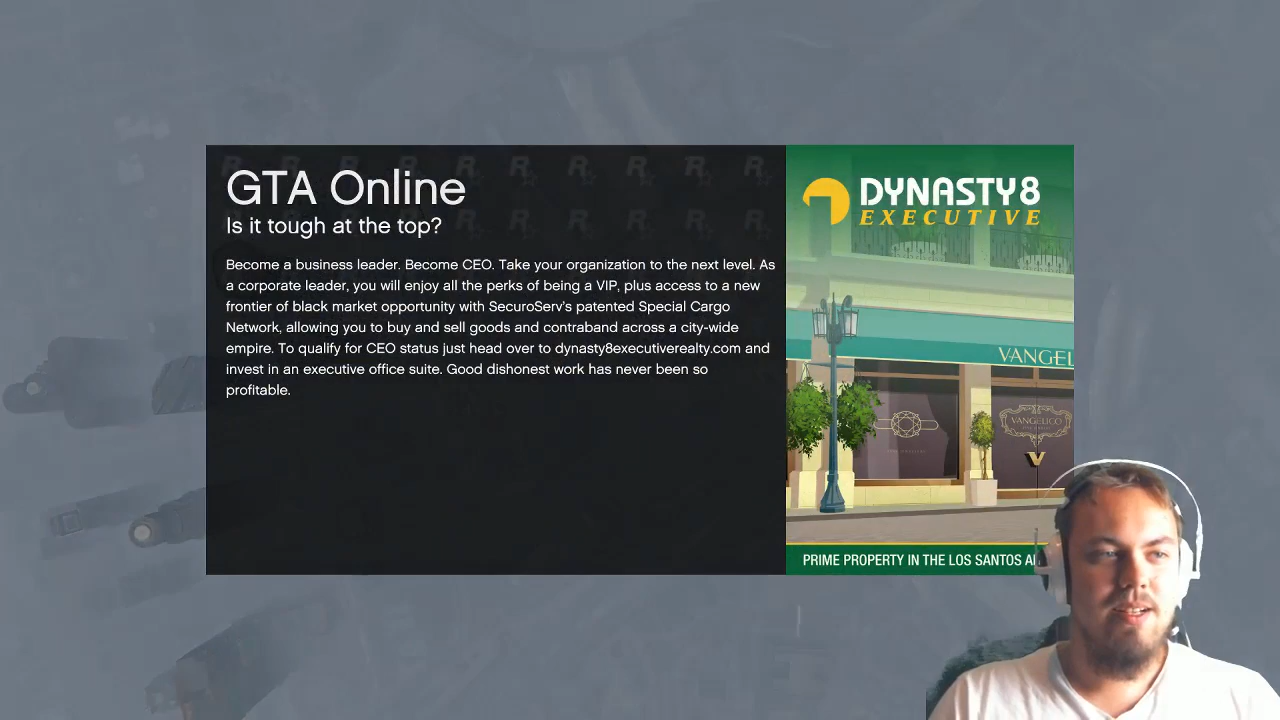 GTA Online
Is it tough at the top?
Become a business leader. Become CEO. Take your organization to the next level. As
a corporate leader, you will enjoy all the perks of being a VIP, plus access to a new
frontier of black market opportunity with SecuroServ's patented Special Cargo
Network, allowing you to buy and sell goods and contraband across a city-wide
empire. To qualify for CEO status just head over to dynasty8executiverealty.com and
invest in an executive office suite. Good dishonest work has never been so
profitable.
DYNASTY8
EXECUTIVE
VANGEL
VANGELICO
PRIME PROPERTY IN THE LOS SANTOS